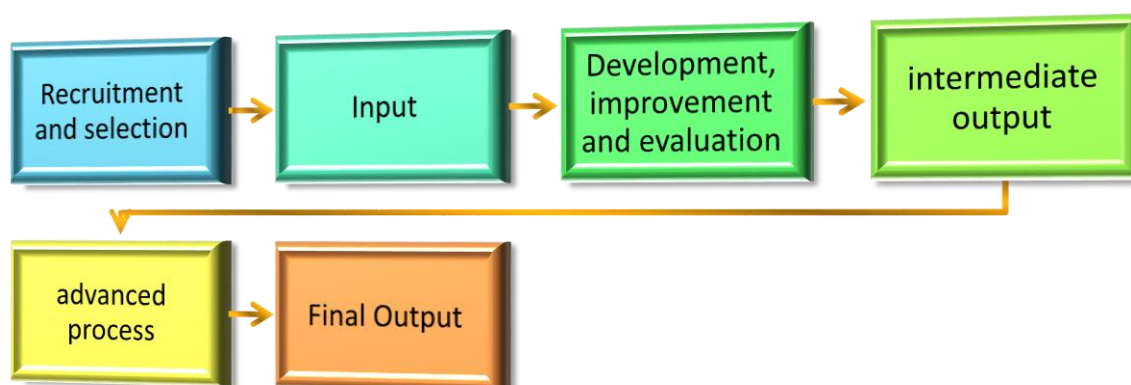 Recruitment
and selection
Input
Development,
improvement
and evaluation
intermediate
output
advanced
process
Final Output